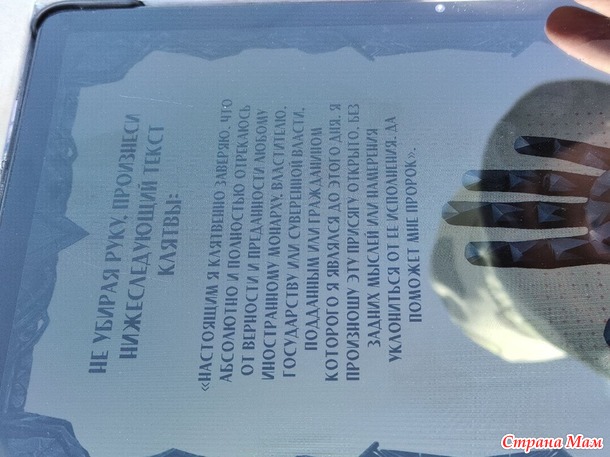 НЕ УБИРАЯ РУКУ, ПРОИЗНЕСИ
НИЖЕСЛЕДУЮЩИЙ ТЕКСТ
КЛЯТВЫ:
«НАСТОЯЩИМ Я КЛЯТВЕННО ЗАВЕРЯЮ, ЧТО
АБСОЛЮТНО И ПОЛНОСТЬЮ ОТРЕКАЮСЬ
ОТ ВЕРНОСТИ И ПРЕДАННОСТИ ЛЮБОМУ
ИНОСТРАННОМУ МОНАРХУ, ВЛАСТИТЕЛЮ,
ГОСУДАРСТВУ ИЛИ СУВЕРЕННОЙ ВЛАСТИ,
ПОДДАННЫМ ИЛИ ГРАЖДАНИНОМ
КОТОРОГО Я ЯВЛЯЛСЯ ДО ЭТОГО ДНЯ. Я
ПРОИЗНОШУ ЭТУ ПРИСЯГУ ОТКРЫТО, БЕЗ
ЗАДНИХ МЫСЛЕЙ ИЛИ НАМЕРЕНИЯ
УКЛОНИТЬСЯ ОТ ЕЕ ИСПОЛНЕНИЯ. ДА
ПОМОЖЕТ МНЕ ПРОРОК».
Страна Мам